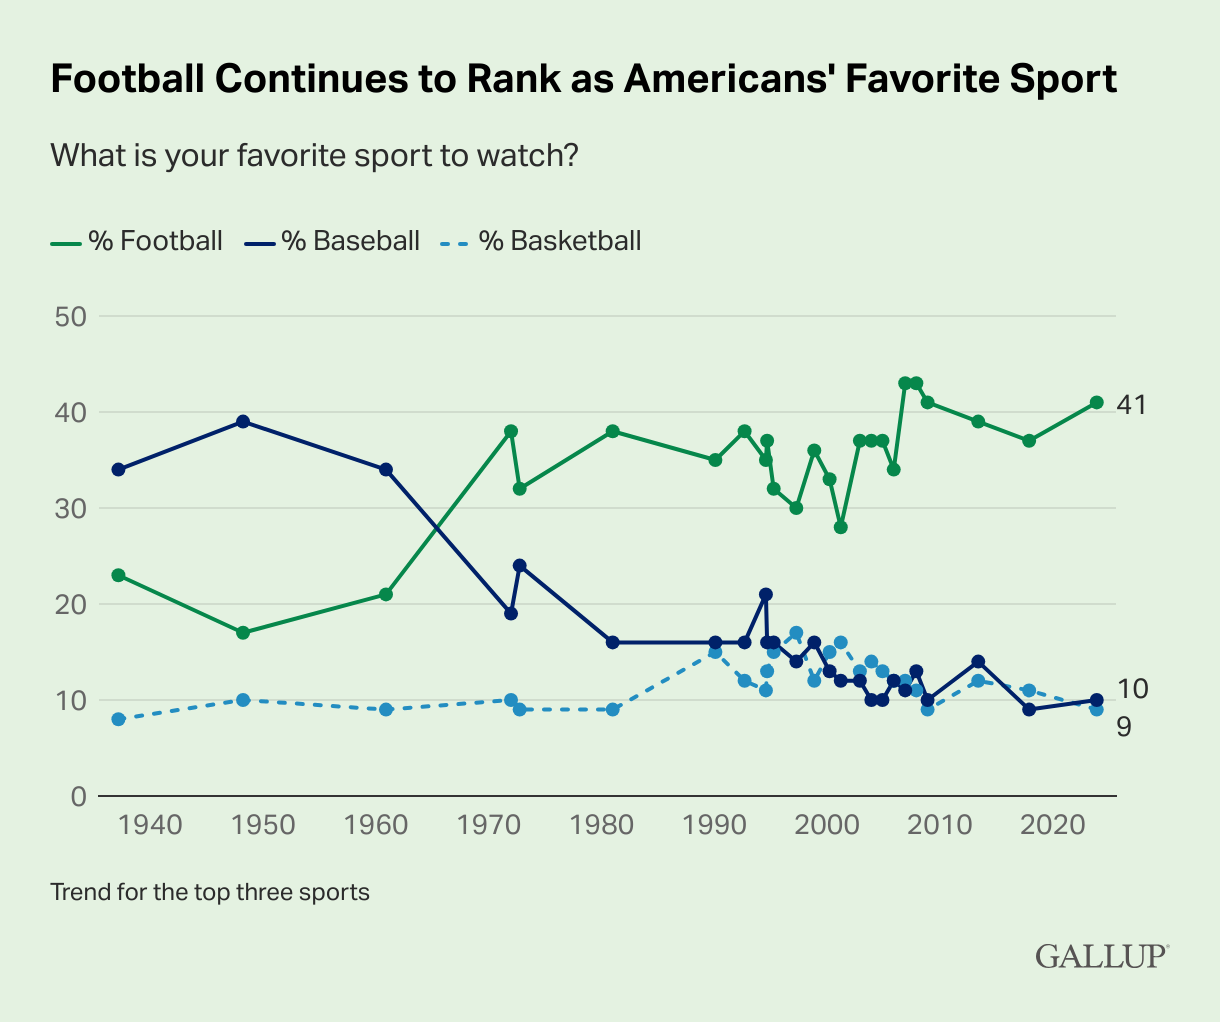 Football Continues to Rank as Americans' Favorite Sport
What is your favorite sport to watch?
% Football % Baseball % Basketball
50
40
41
30
20
10
10
9
0
1940 1950 1960 1970 1980 1990 2000 2010 2020
Trend for the top three sports
GALLUP®